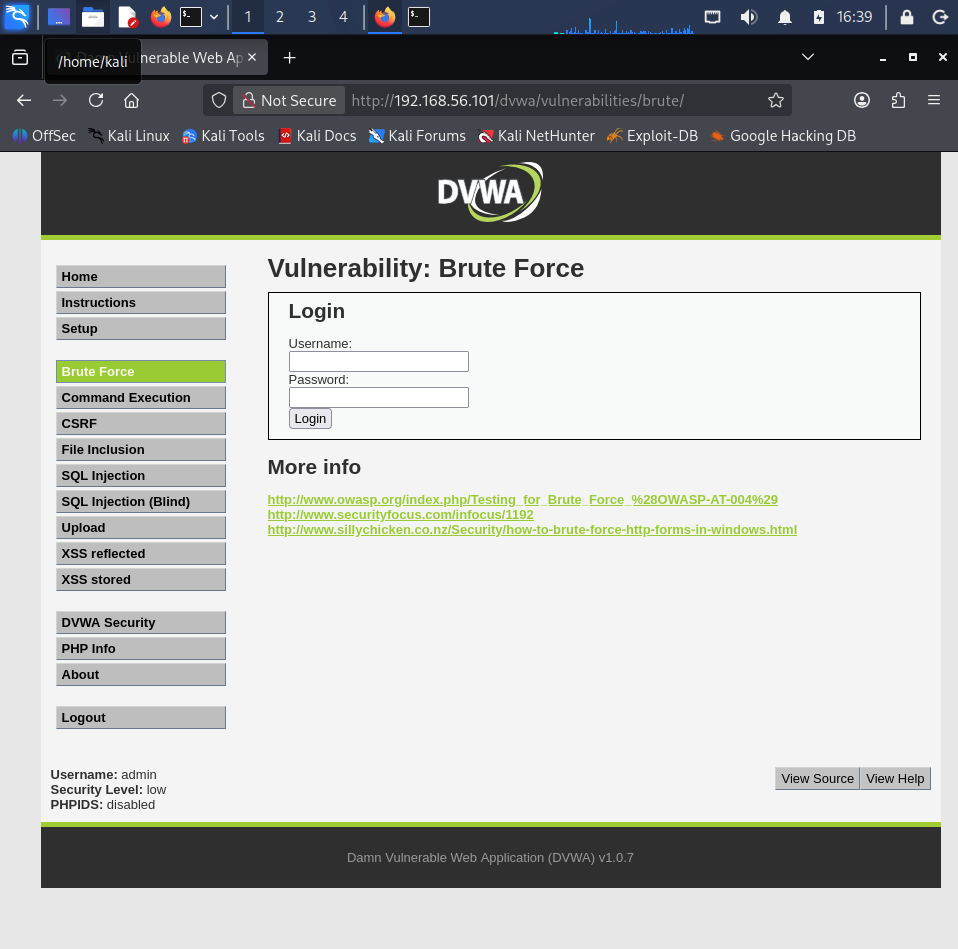 1 2 3 4 16:39
Damn Vulnerable Web Ap
/home/kali
Not Secure http://192.168.56.101/dvwa/vulnerabilities/brute/
OffSec Kali Linux Kali Tools Kali Docs Kali Forums Kali NetHunter Exploit-DB Google Hacking DB
DVWA
Vulnerability: Brute Force
Home
Instructions
Setup
Brute Force
Command Execution
CSRF
File Inclusion
SQL Injection
SQL Injection (Blind)
Upload
XSS reflected
XSS stored
DVWA Security
PHP Info
About
Logout
Login
Username:
Password:
Login
More info
http://www.owasp.org/index.php/Testing_for_Brute_Force_%28OWASP-AT-004%29
http://www.securityfocus.com/infocus/1192
http://www.sillychicken.co.nz/Security/how-to-brute-force-http-forms-in-windows.html
Username: admin
Security Level: low
PHPIDS: disabled
View Source View Help
Damn Vulnerable Web Application (DVWA) v1.0.7